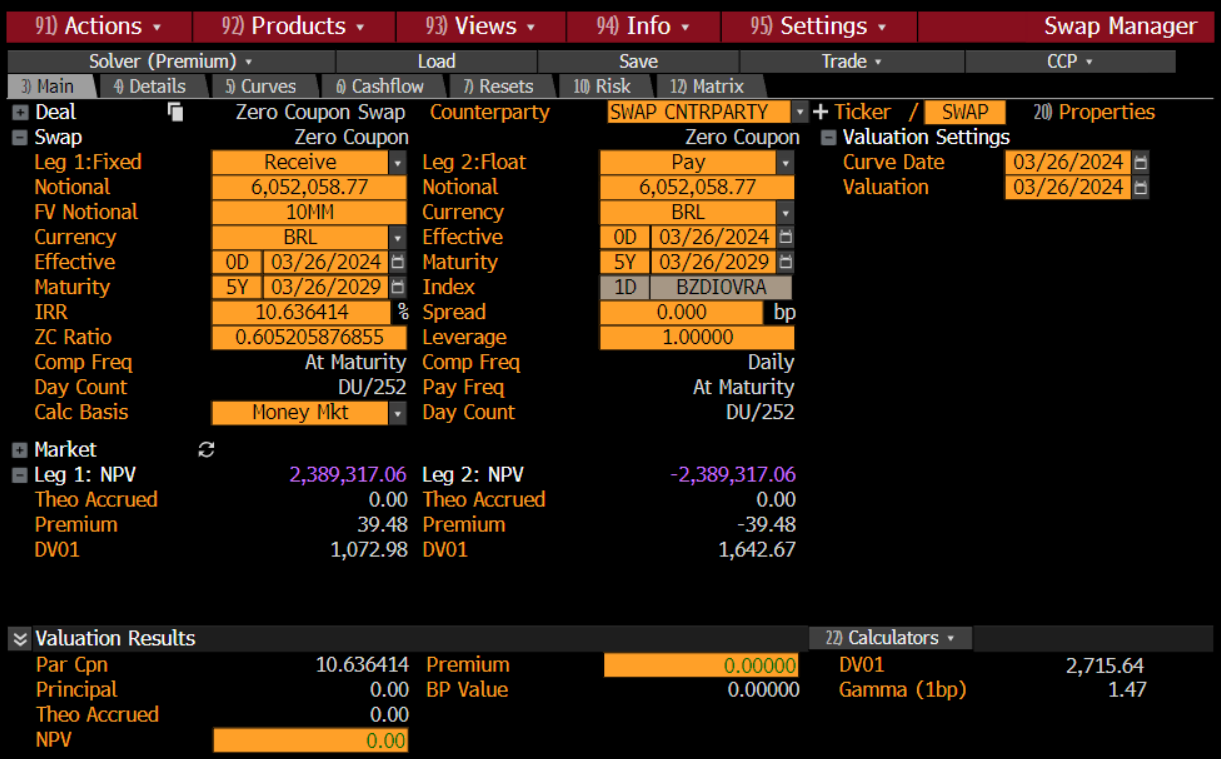 91) Actions 92) Products 93) Views 94) Info 95) Settings Swap Manager
Solver (Premium) Load Save Trade CCP
3) Main 4) Details 5) Curves 6) Cashflow 7) Resets 10) Risk 12) Matrix
Deal Zero Coupon Swap Counterparty SWAP CNTRPARTY Ticker / SWAP 20) Properties
Swap Zero Coupon Zero Coupon Valuation Settings
Leg 1:Fixed Receive Leg 2:Float Pay Curve Date 03/26/2024
Notional 6,052,058.77 Notional 6,052,058.77 Valuation 03/26/2024
FV Notional 10MM Currency BRL
Currency BRL Effective 0D 03/26/2024
Effective 0D 03/26/2024 Maturity 5Y 03/26/2029
Maturity 5Y 03/26/2029 Index 1D BZDIOVRA
IRR 10.636414 % Spread 0.000 bp
ZC Ratio 0.605205876855 Leverage 1.00000
Comp Freq At Maturity Comp Freq Daily
Day Count DU/252 Pay Freq At Maturity
Calc Basis Money Mkt Day Count DU/252
Market
Leg 1: NPV 2,389,317.06 Leg 2: NPV -2,389,317.06
Theo Accrued 0.00 Theo Accrued 0.00
Premium 39.48 Premium -39.48
DV01 1,072.98 DV01 1,642.67
Valuation Results 22) Calculators
Par Cpn 10.636414 Premium 0.00000 DV01 2,715.64
Principal 0.00 BP Value 0.00000 Gamma (1bp) 1.47
Theo Accrued 0.00
NPV 0.00